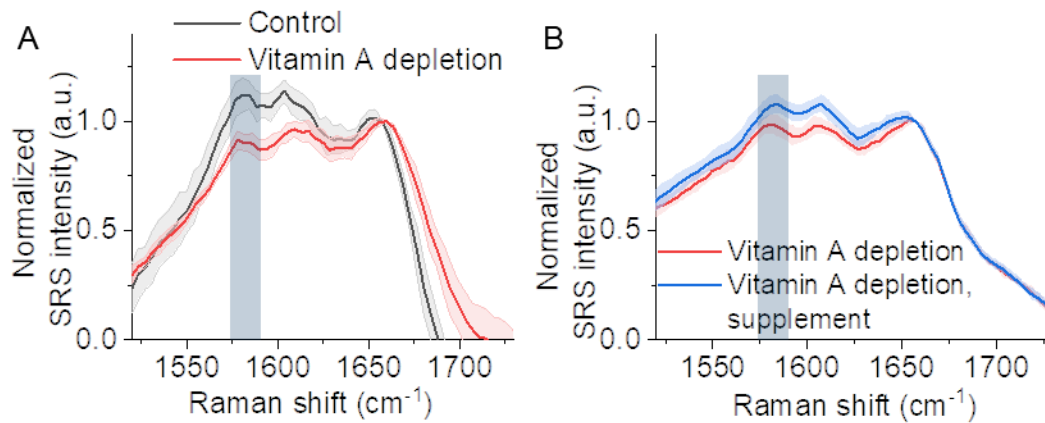 A
Control
Vitamin A depletion
Normalized
SRS intensity (a.u.)
1.0
0.5
0.0
1550 1600 1650 1700
Raman shift (cm⁻¹)
B
Normalized
SRS intensity (a.u.)
1.0
0.5
0.0
Vitamin A depletion
Vitamin A depletion,
supplement
1550 1600 1650 1700
Raman shift (cm⁻¹)